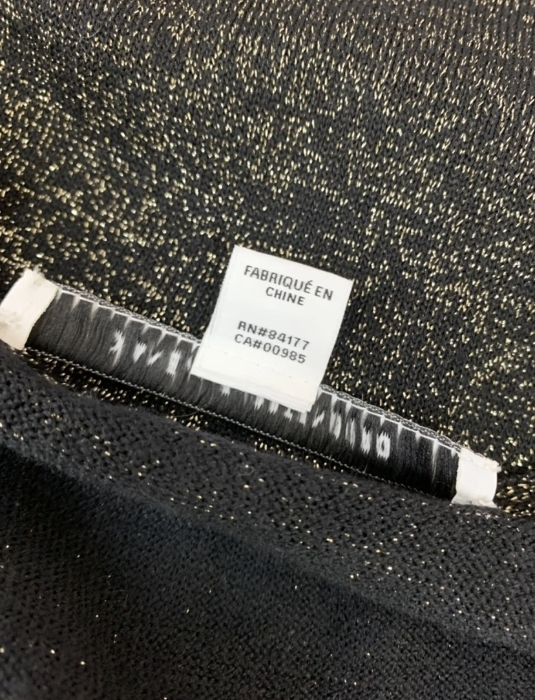 FABRIQUÉ EN
CHINE
RN#84177
CA#00985